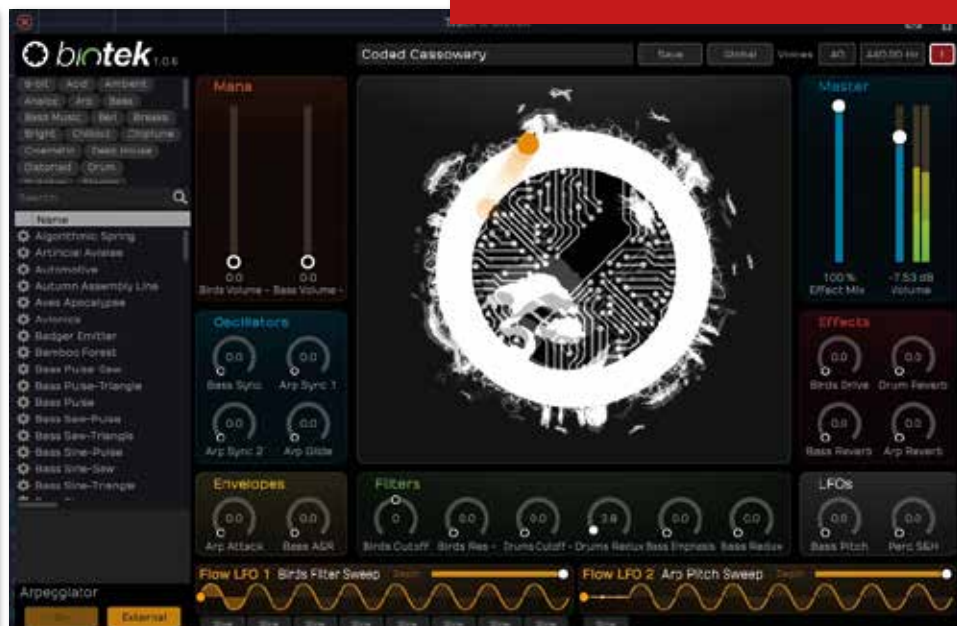 biotek 1.0.6
Coded Cassowary
Save
Global
Voices
40
440.00 Hz
8-bit Acid Ambient
Analog Arp Bass
Bass Music Bell Breaks
Bright Chillout Chiptune
Cinematic Deep House
Distorted Drum
Search
Name
Algorithmic Spring
Artificial Avislae
Automotive
Autumn Assembly Line
Aves Apocalypse
Avionics
Badger Emitter
Bamboo Forest
Bass Pulse-Saw
Bass Pulse-Triangle
Bass Pulse
Bass Saw-Pulse
Bass Saw-Triangle
Bass Sine-Pulse
Bass Sine-Saw
Bass Sine-Triangle
Arpeggiator
External
Mana
0.0 0.0
Birds Volume - Bass Volume -
Oscillators
0.0 0.0
Bass Sync Arp Sync 1
0.0 0.0
Arp Sync 2 Arp Glide
Envelopes
0.0 0.0
Arp Attack Bass A&R
Filters
0 0.0 0.0 3.8 0.0 0.0
Birds Cutoff Birds Res - Drums Cutoff - Drums Redux Bass Emphasis Bass Redux
Master
100 % -7.53 dB
Effect Mix Volume
Effects
0.0 0.0
Birds Drive Drum Reverb
0.0 0.0
Bass Reverb Arp Reverb
LFOs
0.0 0.0
Bass Pitch Perc S&H
Flow LFO 1 Birds Filter Sweep Depth
Flow LFO 2 Arp Pitch Sweep Depth